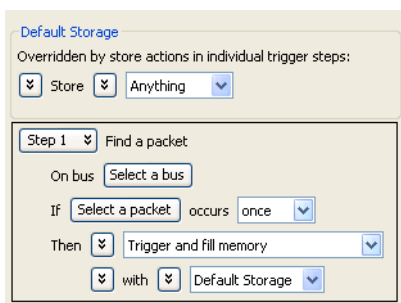 Default Storage
Overridden by store actions in individual trigger steps:
Store Anything
Step 1 Find a packet
On bus Select a bus
If Select a packet occurs once
Then Trigger and fill memory
with Default Storage